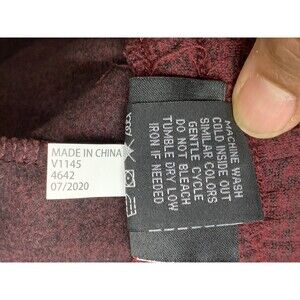 MADE IN CHINA
V1145
4642
07/2020
MACHINE WASH
COLD INSIDE OUT
SIMILAR COLORS
GENTLE CYCLE
DO NOT BLEACH
TUMBLE DRY LOW
IRON IF NEEDED